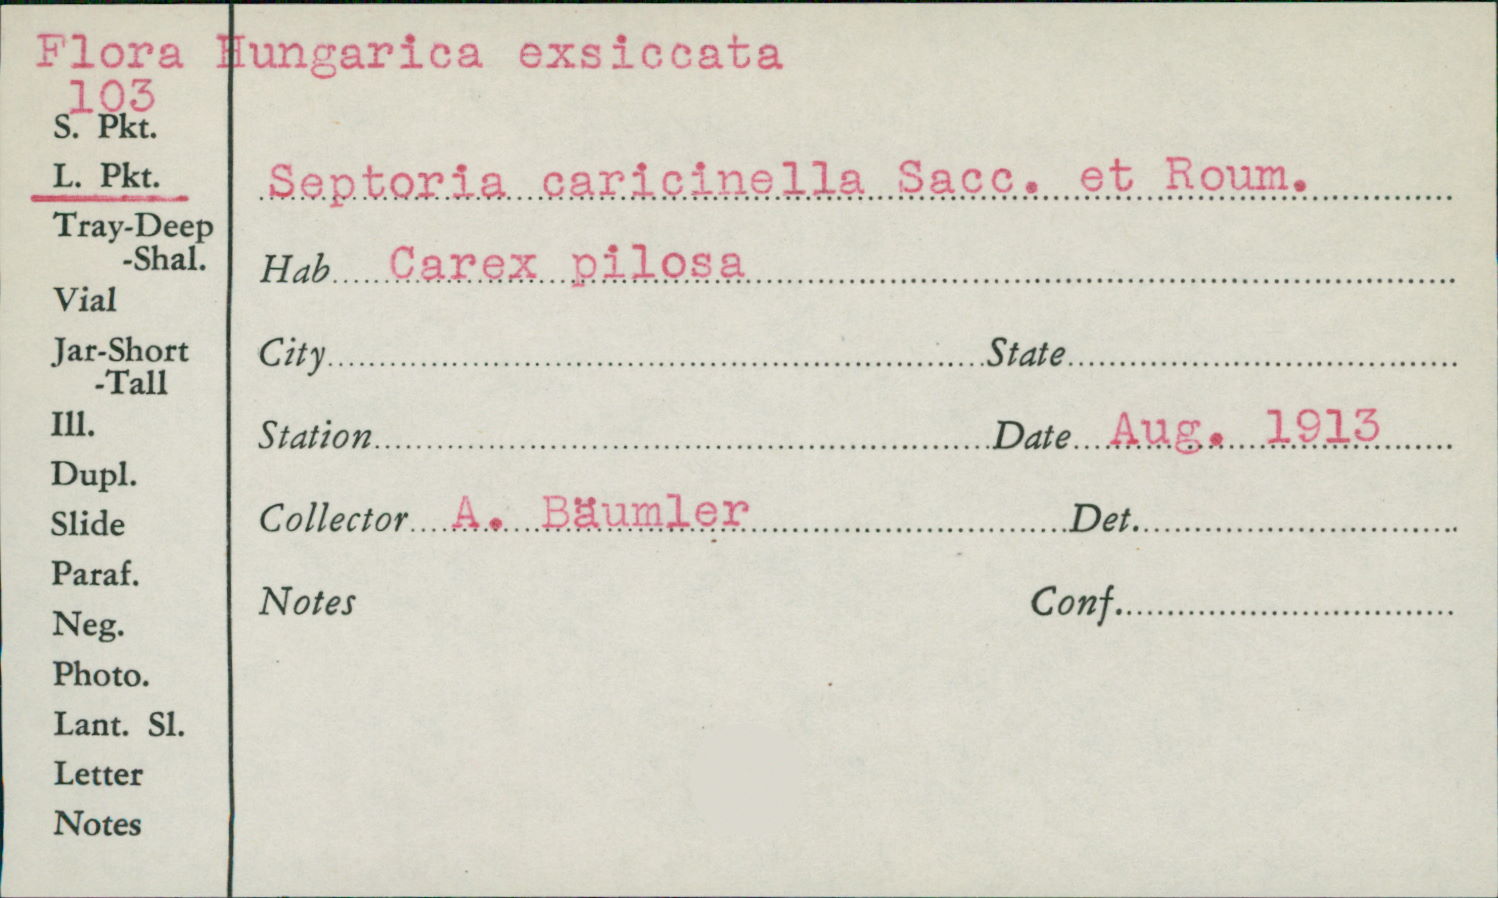 Flora Hungarica exsiccata
103
S. Pkt.
L. Pkt.
Tray-Deep
-Shal.
Vial
Jar-Short
-Tall
Ill.
Dupl.
Slide
Paraf.
Neg.
Photo.
Lant. Sl.
Letter
Notes
Septoria caricinella Sacc. et Roum.
Hab Carex pilosa
City State
Station Date Aug. 1913
Collector A. Bäumler Det.
Notes Conf.